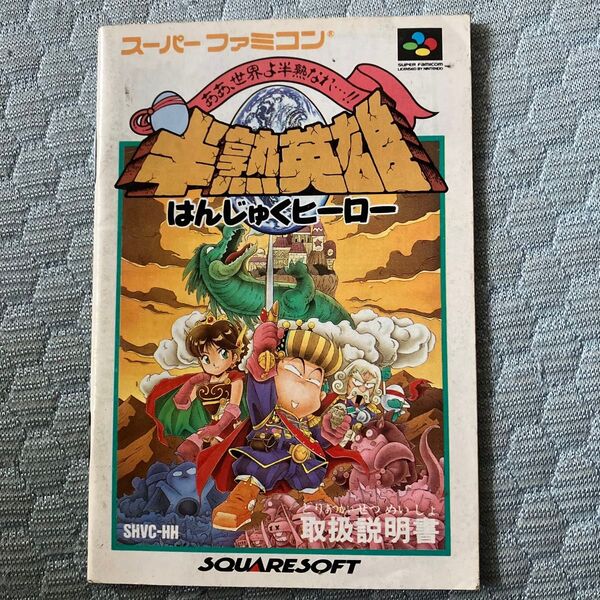 スーパーファミコン®
SUPER FAMICOM
LICENSED BY NINTENDO
ああ、世界よ半熟なれ…!!
半熟英雄
はんじゅくヒーロー
とりあつかいせつめいしょ
SHVC-HH
取扱説明書
SQUARESOFT